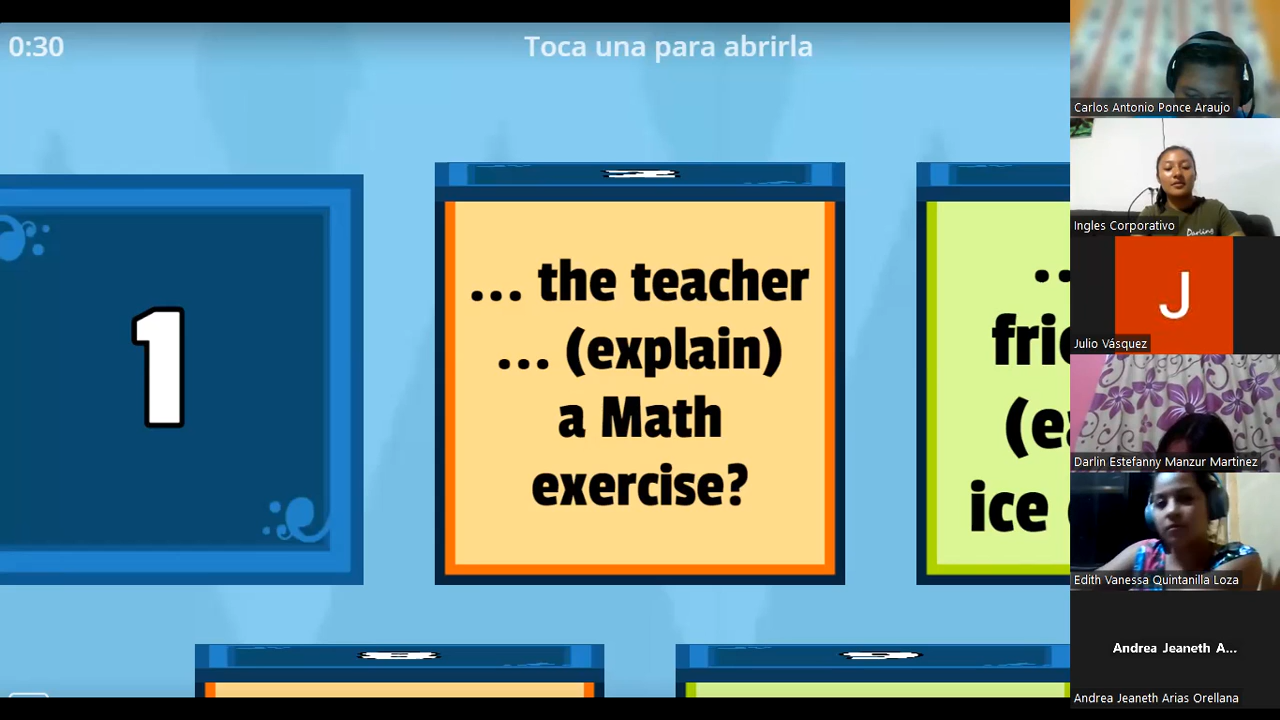 0:30
Toca una para abrirla
1
... the teacher
... (explain)
a Math
exercise?
ice
Carlos Antonio Ponce Araujo
Ingles Corporativo
Darling
J
Julio Vásquez
Darlin Estefanny Manzur Martinez
Edith Vanessa Quintanilla Loza
Andrea Jeaneth A...
Andrea Jeaneth Arias Orellana